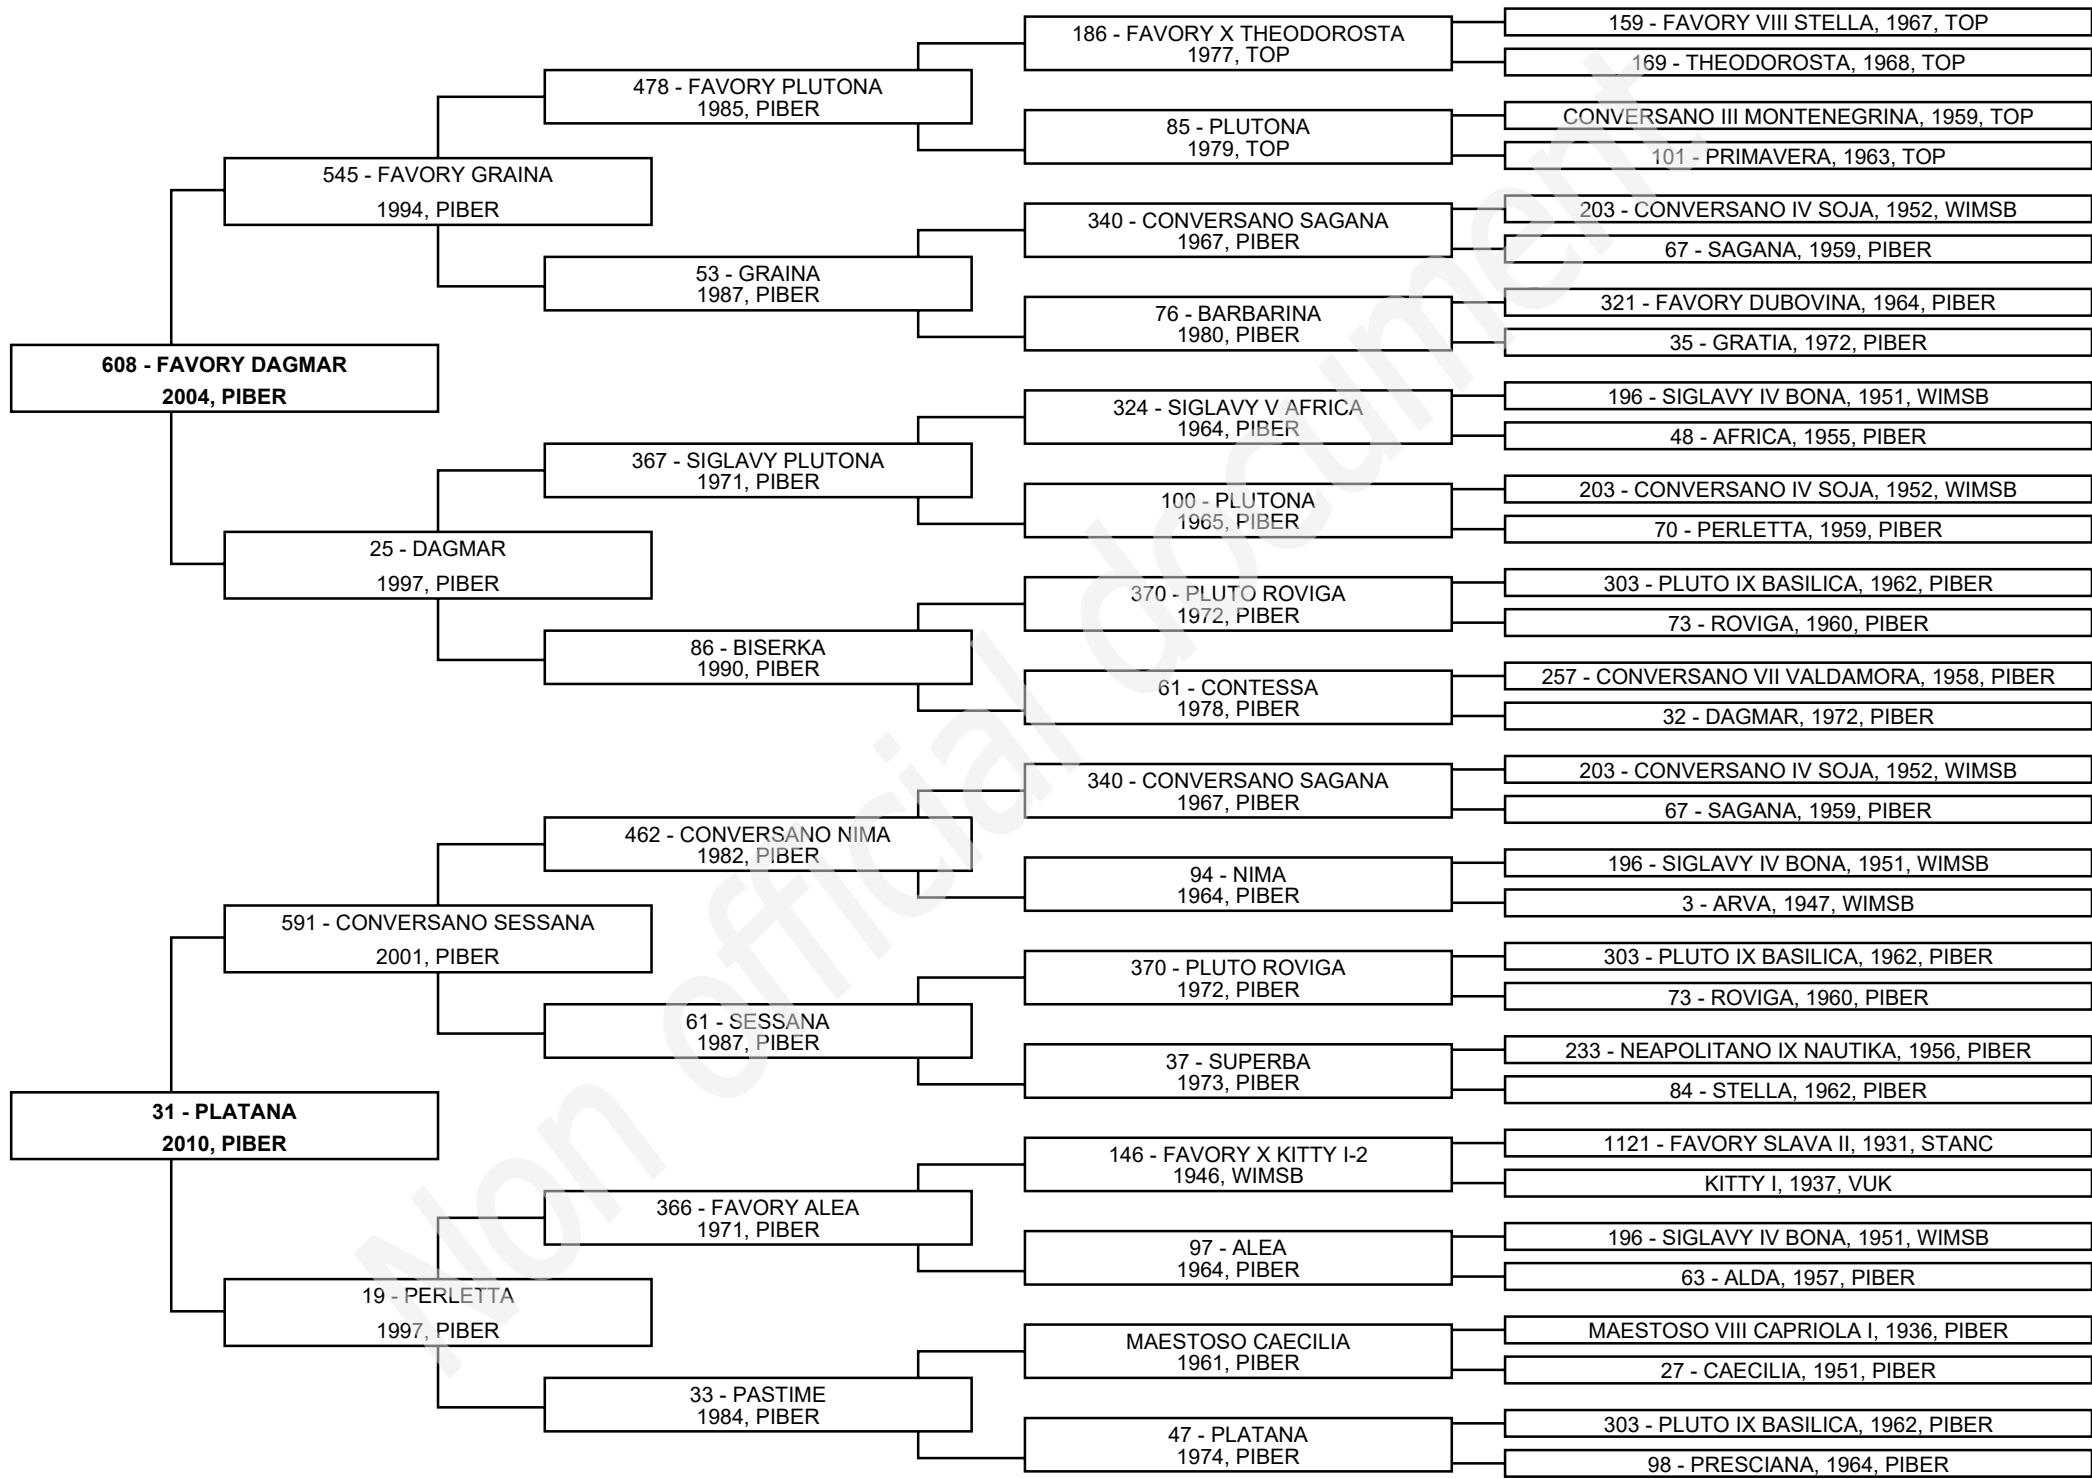 608 - FAVORY DAGMAR
2004, PIBER
31 - PLATANA
2010, PIBER
545 - FAVORY GRAINA
1994, PIBER
25 - DAGMAR
1997, PIBER
591 - CONVERSANO SESSANA
2001, PIBER
19 - PERLETTA
1997, PIBER
478 - FAVORY PLUTONA
1985, PIBER
53 - GRAINA
1987, PIBER
367 - SIGLAVY PLUTONA
1971, PIBER
86 - BISERKA
1990, PIBER
462 - CONVERSANO NIMA
1982, PIBER
61 - SESSANA
1987, PIBER
366 - FAVORY ALEA
1971, PIBER
33 - PASTIME
1984, PIBER
186 - FAVORY X THEODOROSTA
1977, TOP
85 - PLUTONA
1979, TOP
340 - CONVERSANO SAGANA
1967, PIBER
76 - BARBARINA
1980, PIBER
324 - SIGLAVY V AFRICA
1964, PIBER
100 - PLUTONA
1965, PIBER
370 - PLUTO ROVIGA
1972, PIBER
61 - CONTESSA
1978, PIBER
340 - CONVERSANO SAGANA
1967, PIBER
94 - NIMA
1964, PIBER
370 - PLUTO ROVIGA
1972, PIBER
37 - SUPERBA
1973, PIBER
146 - FAVORY X KITTY I-2
1946, WIMSB
97 - ALEA
1964, PIBER
MAESTOSO CAECILIA
1961, PIBER
47 - PLATANA
1974, PIBER
159 - FAVORY VIII STELLA, 1967, TOP
169 - THEODOROSTA, 1968, TOP
CONVERSANO III MONTENEGRINA, 1959, TOP
101 - PRIMAVERA, 1963, TOP
203 - CONVERSANO IV SOJA, 1952, WIMSB
67 - SAGANA, 1959, PIBER
321 - FAVORY DUBOVINA, 1964, PIBER
35 - GRATIA, 1972, PIBER
196 - SIGLAVY IV BONA, 1951, WIMSB
48 - AFRICA, 1955, PIBER
203 - CONVERSANO IV SOJA, 1952, WIMSB
70 - PERLETTA, 1959, PIBER
303 - PLUTO IX BASILICA, 1962, PIBER
73 - ROVIGA, 1960, PIBER
257 - CONVERSANO VII VALDAMORA, 1958, PIBER
32 - DAGMAR, 1972, PIBER
203 - CONVERSANO IV SOJA, 1952, WIMSB
67 - SAGANA, 1959, PIBER
196 - SIGLAVY IV BONA, 1951, WIMSB
3 - ARVA, 1947, WIMSB
303 - PLUTO IX BASILICA, 1962, PIBER
73 - ROVIGA, 1960, PIBER
233 - NEAPOLITANO IX NAUTIKA, 1956, PIBER
84 - STELLA, 1962, PIBER
1121 - FAVORY SLAVA II, 1931, STANC
KITTY I, 1937, VUK
196 - SIGLAVY IV BONA, 1951, WIMSB
63 - ALDA, 1957, PIBER
MAESTOSO VIII CAPRIOLA I, 1936, PIBER
27 - CAECILIA, 1951, PIBER
303 - PLUTO IX BASILICA, 1962, PIBER
98 - PRESCIANA, 1964, PIBER
Non official document